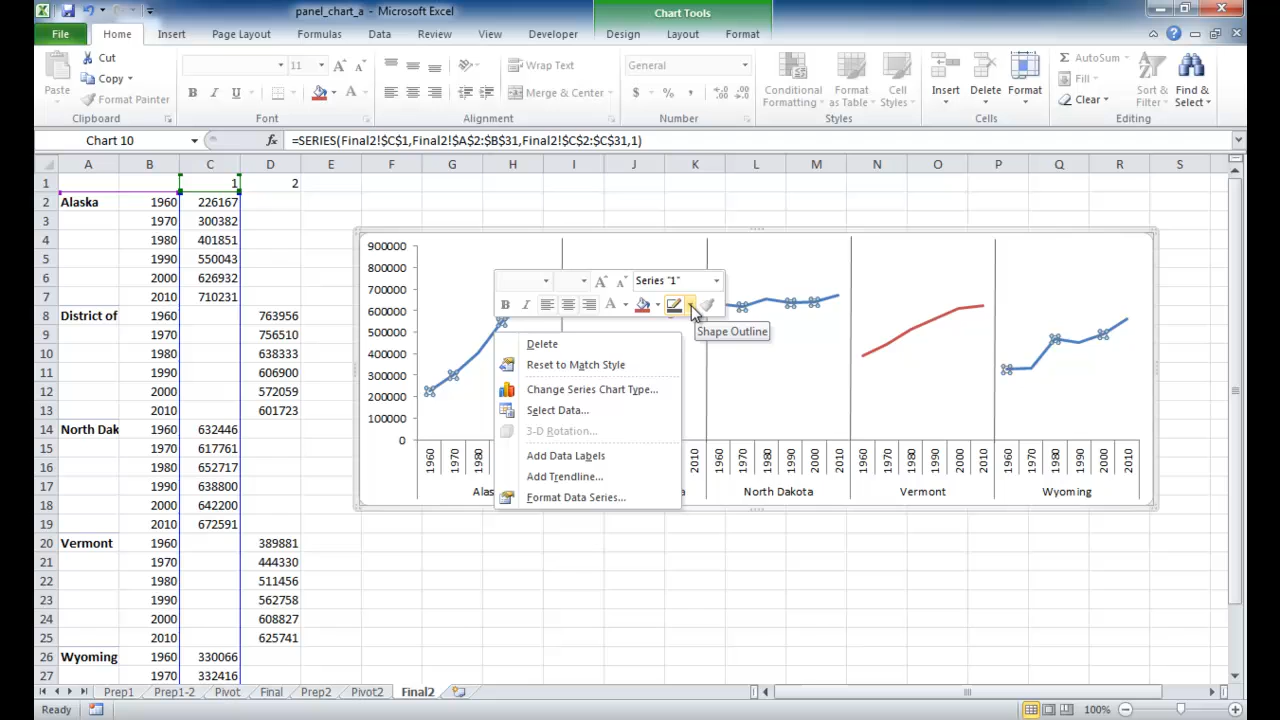 panel_chart_a – Microsoft Excel
Chart Tools
File Home Insert Page Layout Formulas Data Review View Developer Design Layout Format
Paste
Cut
Copy
Format Painter
Clipboard
11 A A
B I U A
Font
Wrap Text
Merge & Center
Alignment
General
$ % , .0 .00 .00 .0
Number
Conditional Formatting
Format as Table
Cell Styles
Styles
Insert
Delete
Format
Cells
AutoSum
Fill
Clear
Sort & Filter
Find & Select
Editing
Chart 10 fx =SERIES(Final2!$C$1,Final2!$A$2:$B$31,Final2!$C$2:$C$31,1)
A B C D E F G H I J K L M N O P Q R S
1 1 2
2 Alaska 1960 226167
3 1970 300382
4 1980 401851
5 1990 550043
6 2000 626932
7 2010 710231
8 District of 1960 763956
9 1970 756510
10 1980 638333
11 1990 606900
12 2000 572059
13 2010 601723
14 North Dak 1960 632446
15 1970 617761
16 1980 652717
17 1990 638800
18 2000 642200
19 2010 672591
20 Vermont 1960 389881
21 1970 444330
22 1980 511456
23 1990 562758
24 2000 608827
25 2010 625741
26 Wyoming 1960 330066
27 1970 332416
900000
800000
700000
600000
500000
400000
300000
200000
100000
0
A A Series "1"
B I A
Shape Outline
Delete
Reset to Match Style
Change Series Chart Type...
Select Data...
3-D Rotation...
Add Data Labels
Add Trendline...
Format Data Series...
1960 1970 1980 2010 1960 1970 1980 1990 2000 2010 1960 1970 1980 1990 2000 2010 1960 1970 1980 1990 2000 2010
Alas a North Dakota Vermont Wyoming
Prep1 Prep1-2 Pivot Final Prep2 Pivot2 Final2
Ready 100%